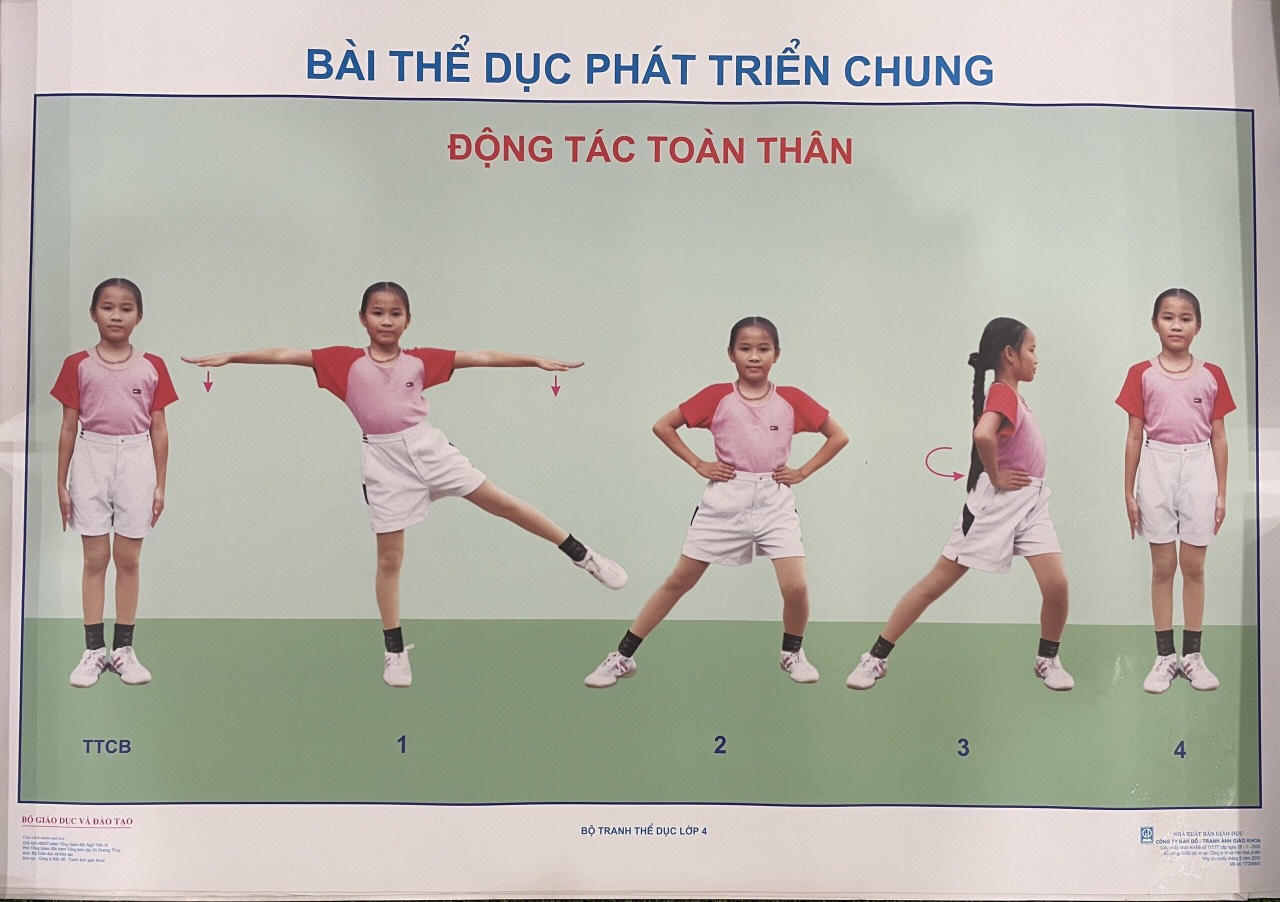 BÀI THỂ DỤC PHÁT TRIỂN CHUNG
ĐỘNG TÁC TOÀN THÂN
TTCB
1
2
3
4
BỘ GIÁO DỤC VÀ ĐÀO TẠO
BỘ TRANH THỂ DỤC LỚP 4
NHÀ XUẤT BẢN GIÁO DỤC
CÔNG TY BẢN ĐỒ - TRANH ẢNH GIÁO KHOA